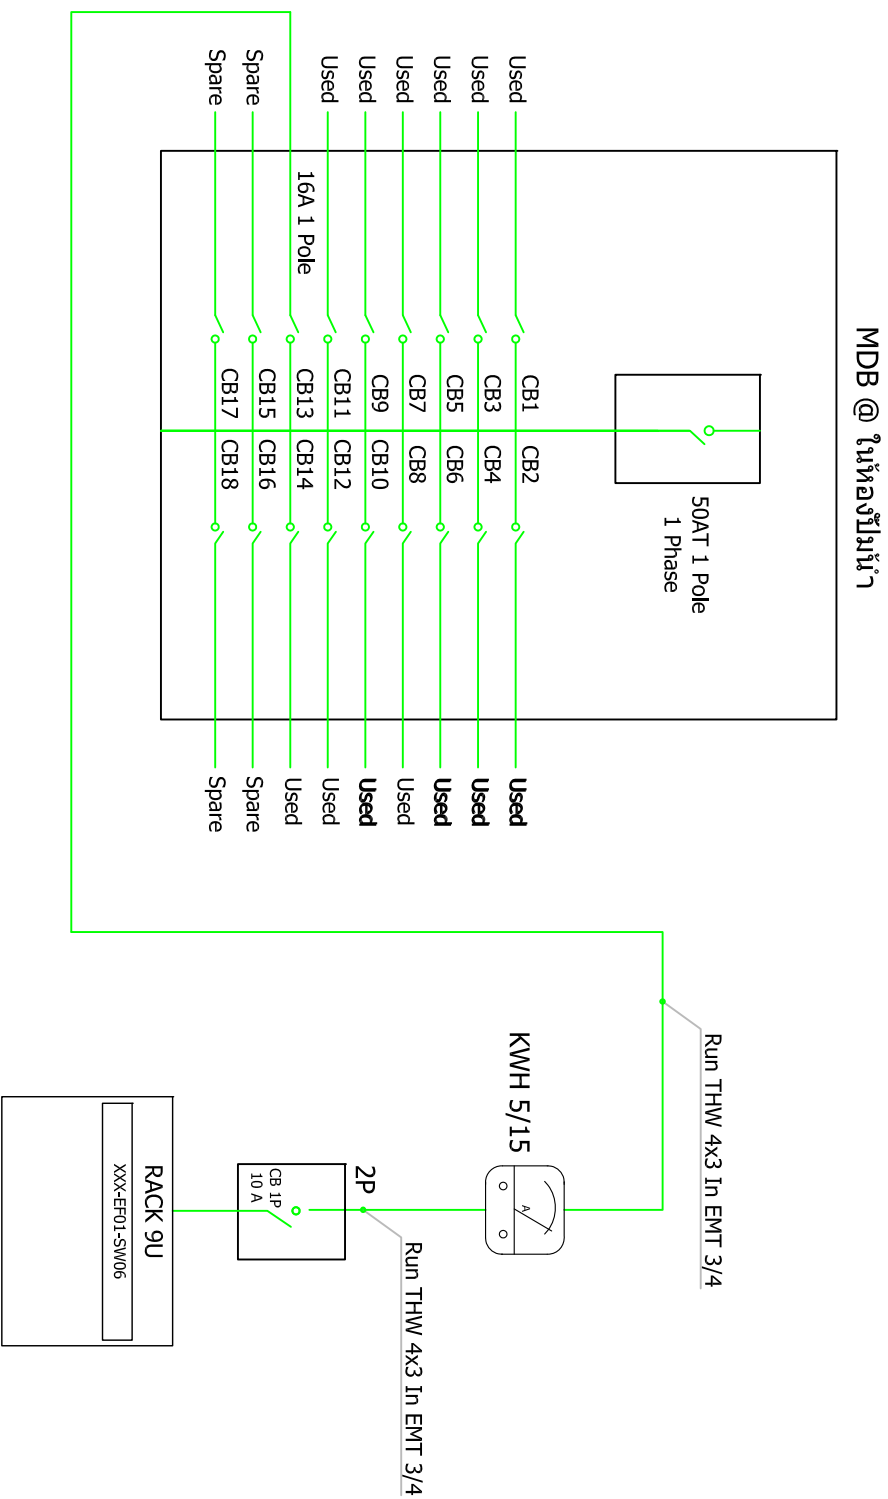 MDB @ ในห้องปั๊มน้ำ
50AT 1 Pole
1 Phase
Used
Used
Used
Used
Used
Used
Spare
Spare
16A 1 Pole
CB1
CB2
CB3
CB4
CB5
CB6
CB7
CB8
CB9
CB10
CB11
CB12
CB13
CB14
CB15
CB16
CB17
CB18
Used
Used
Used
Used
Used
Used
Used
Spare
Spare
Run THW 4x3 In EMT 3/4
KWH 5/15
A
Run THW 4x3 In EMT 3/4
2P
CB 1P
10 A
RACK 9U
XXX-EF01-SW06